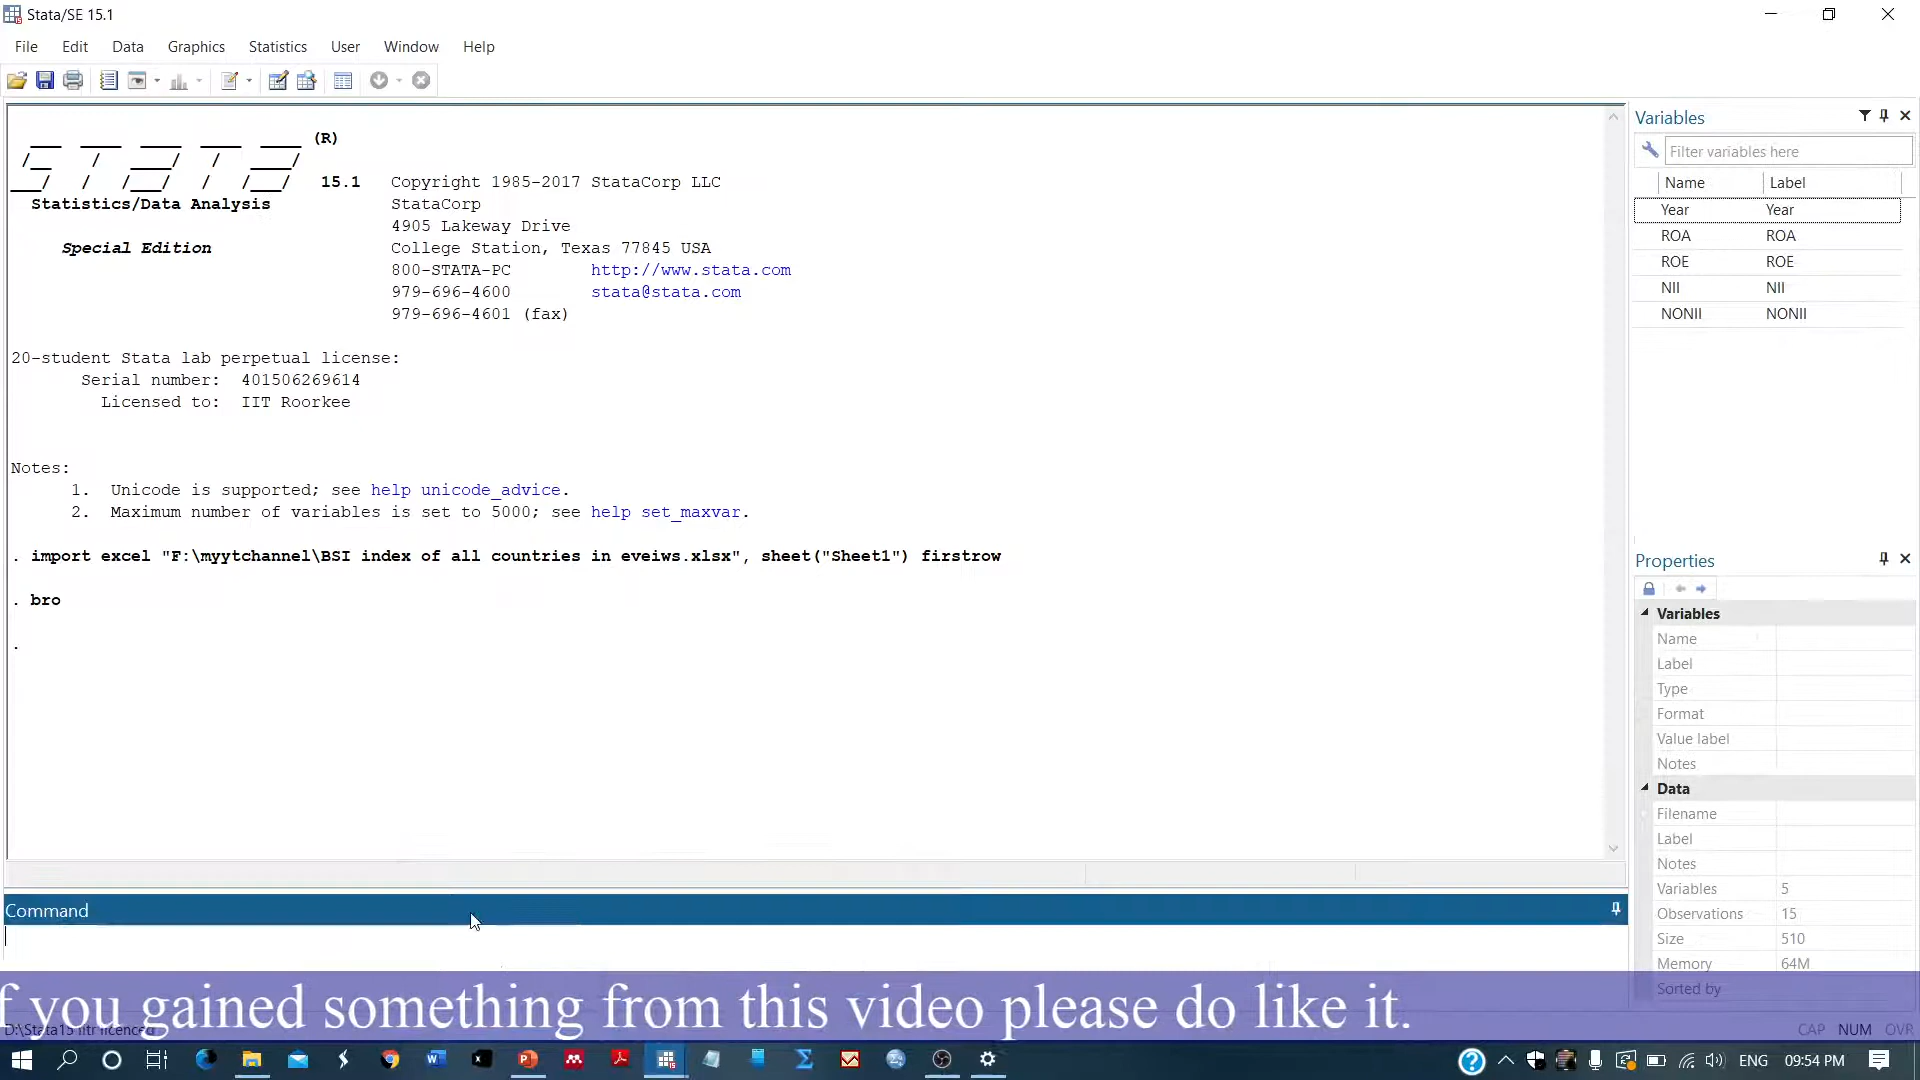 Stata/SE 15.1
File Edit Data Graphics Statistics User Window Help
(R)
STATA
15.1 Copyright 1985-2017 StataCorp LLC
Statistics/Data Analysis StataCorp
4905 Lakeway Drive
Special Edition College Station, Texas 77845 USA
800-STATA-PC http://www.stata.com
979-696-4600 stata@stata.com
979-696-4601 (fax)
20-student Stata lab perpetual license:
Serial number: 401506269614
Licensed to: IIT Roorkee
Notes:
1. Unicode is supported; see help unicode_advice.
2. Maximum number of variables is set to 5000; see help set_maxvar.
. import excel "F:\myytchannel\BSI index of all countries in eveiws.xlsx", sheet("Sheet1") firstrow
. bro
.
Command
Variables
Filter variables here
Name Label
Year Year
ROA ROA
ROE ROE
NII NII
NONII NONII
Properties
Variables
Name
Label
Type
Format
Value label
Notes
Data
Filename
Label
Notes
Variables 5
Observations 15
Size 510
Memory 64M
Sorted by
f you gained something from this video please do like it.
D:\Stata15 iitr licenced
CAP NUM OVR
ENG 09:54 PM